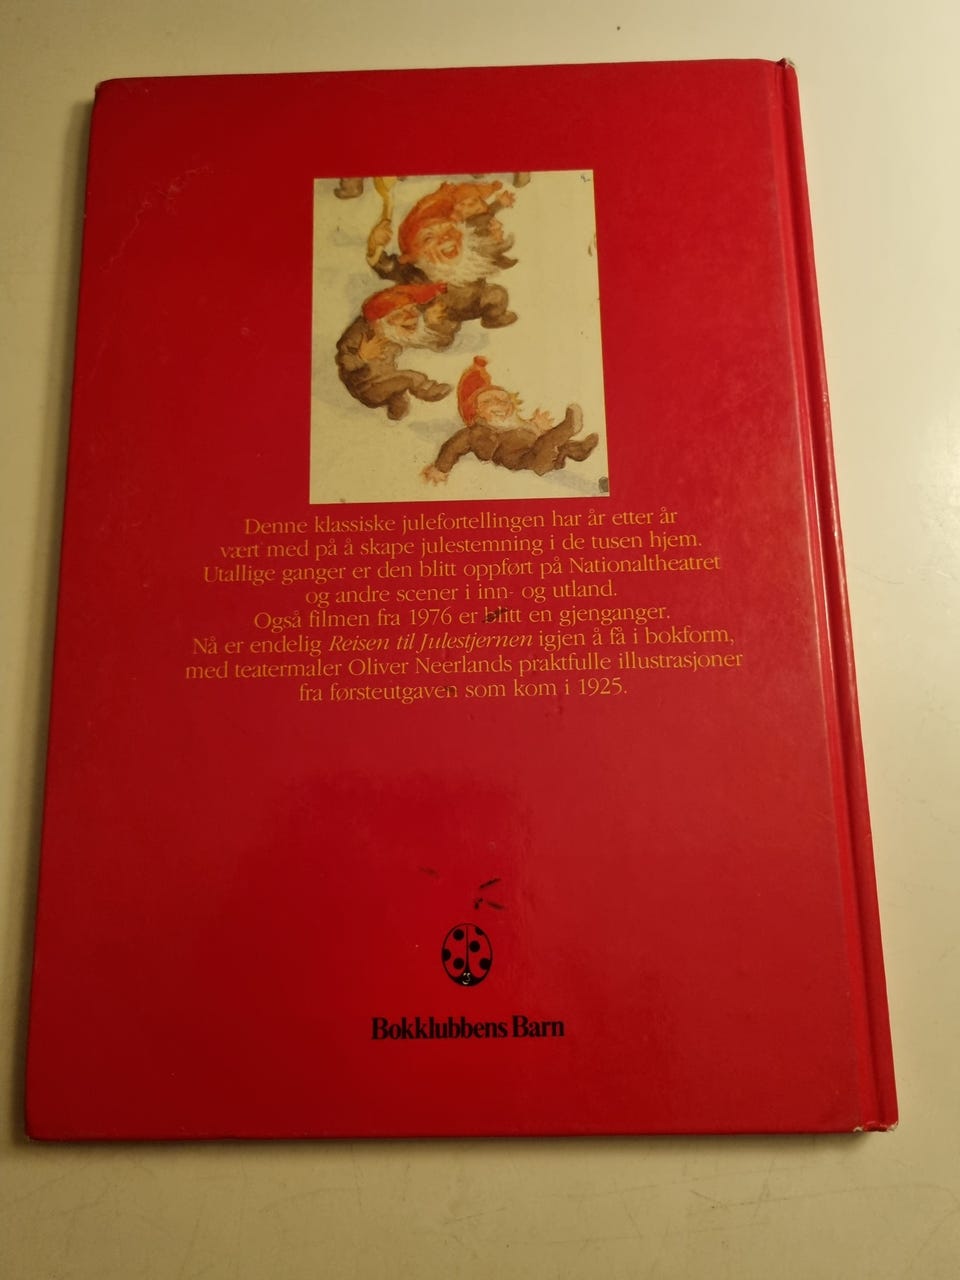 Denne klassiske julefortellingen har år etter år
vært med på å skape julestemning i de tusen hjem.
Utallige ganger er den blitt oppført på Nationaltheatret
og andre scener i inn- og utland.
Også filmen fra 1976 er blitt en gjenganger.
Nå er endelig Reisen til Julestjernen igjen å få i bokform,
med teatermaler Oliver Neerlands praktfulle illustrasjoner
fra førsteutgaven som kom i 1925.
Bokklubbens Barn